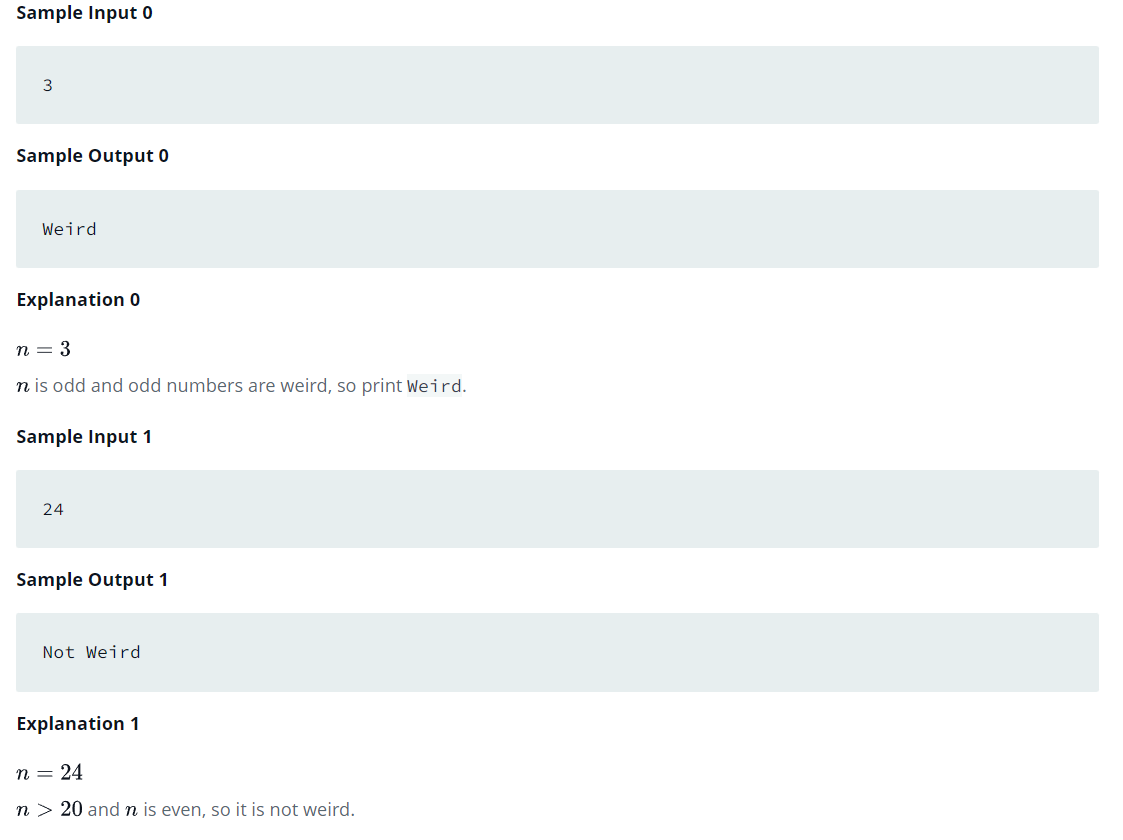 Sample Input 0
3
Sample Output 0
Weird
Explanation 0
n = 3
n is odd and odd numbers are weird, so print Weird.
Sample Input 1
24
Sample Output 1
Not Weird
Explanation 1
n = 24
n > 20 and n is even, so it is not weird.